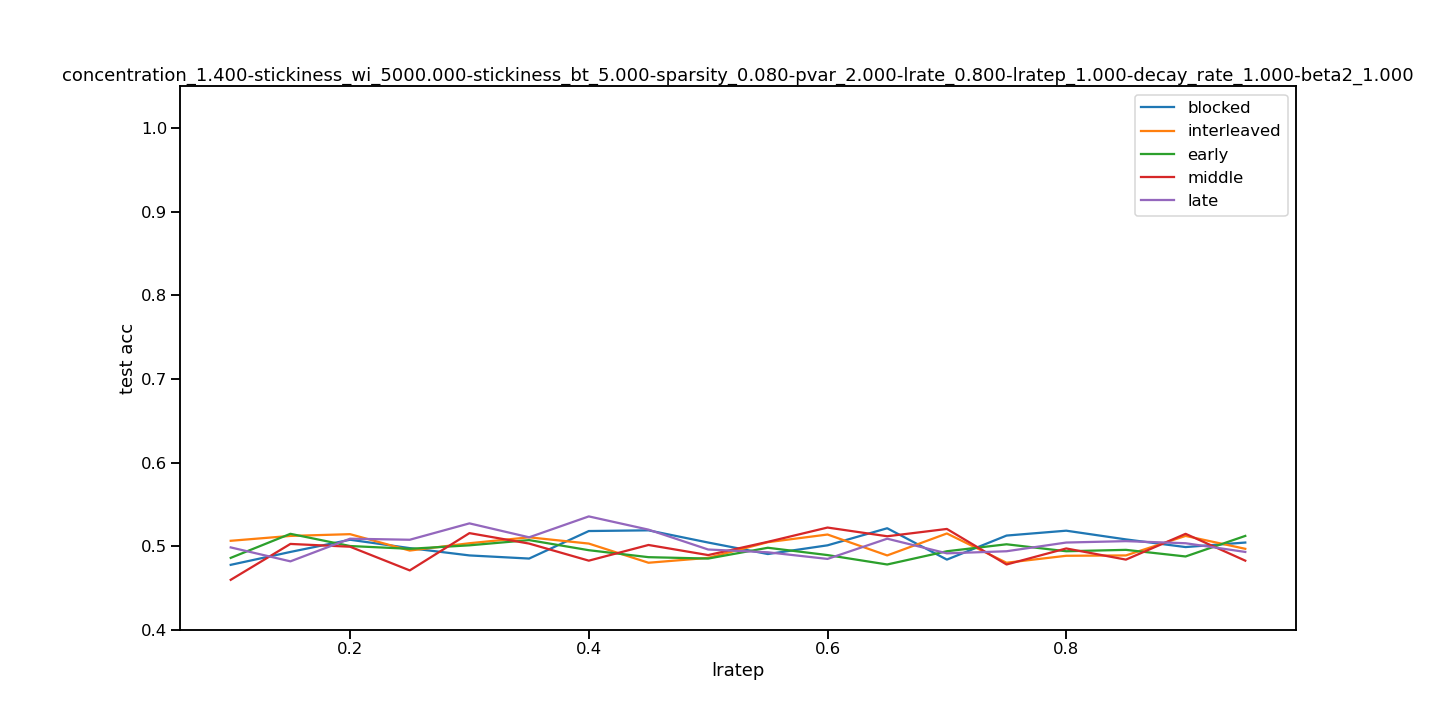 concentration_1.400-stickiness_wi_5000.000-stickiness_bt_5.000-sparsity_0.080-pvar_2.000-lrate_0.800-lratep_1.000-decay_rate_1.000-beta2_1.000
blocked
interleaved
early
middle
late
1.0
0.9
0.8
0.7
0.6
0.5
0.4
test acc
0.2
0.4
0.6
0.8
lratep